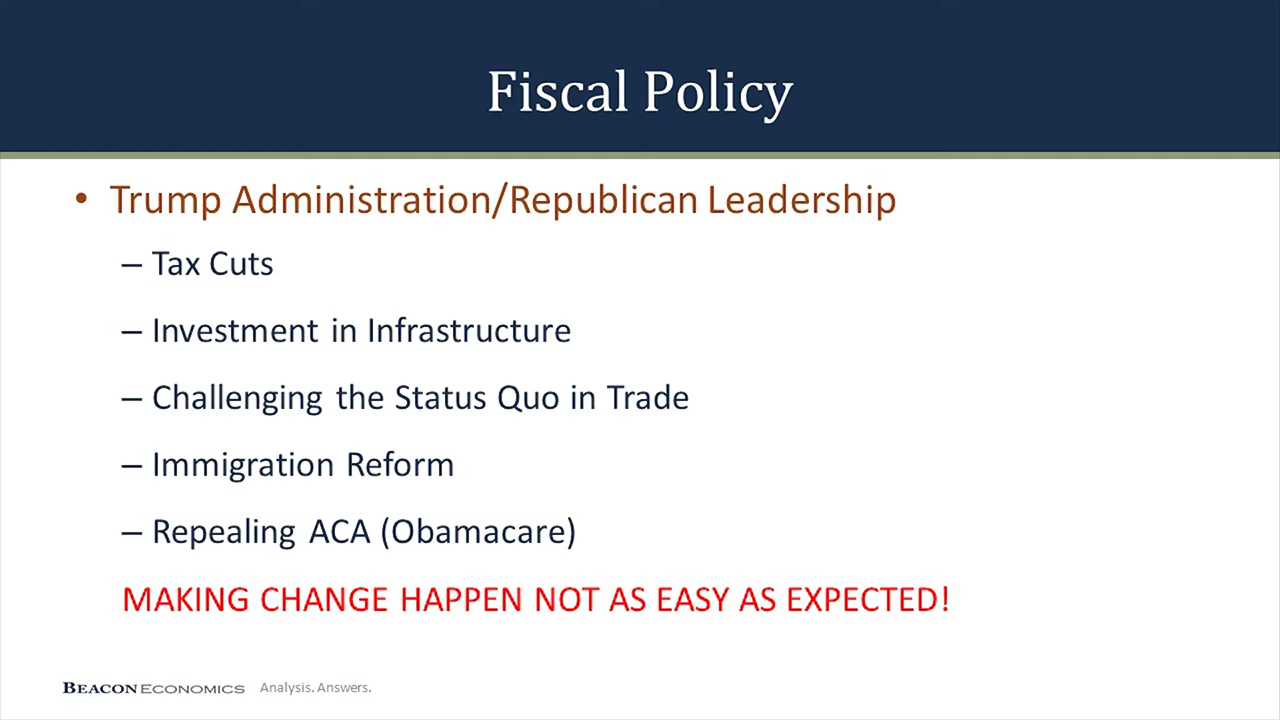 Fiscal Policy
• Trump Administration/Republican Leadership
– Tax Cuts
– Investment in Infrastructure
– Challenging the Status Quo in Trade
– Immigration Reform
– Repealing ACA (Obamacare)
MAKING CHANGE HAPPEN NOT AS EASY AS EXPECTED!
BEACON ECONOMICS Analysis. Answers.